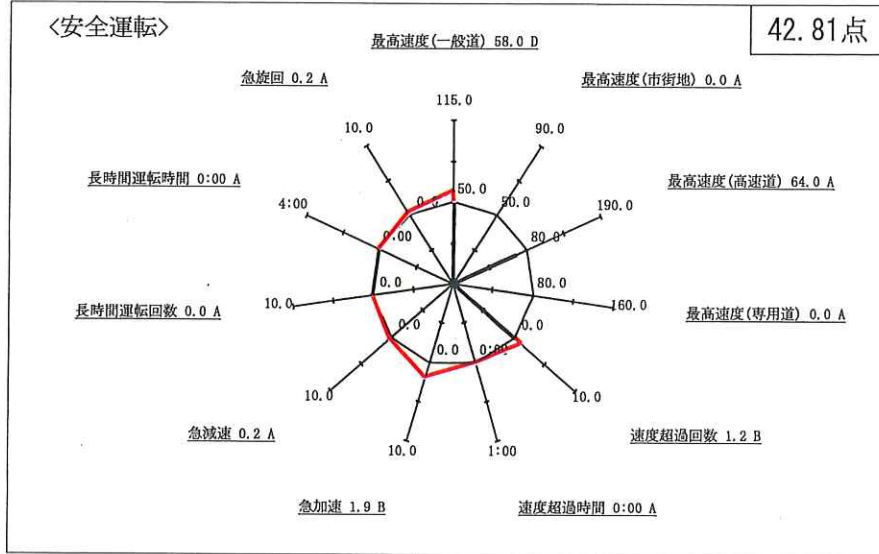 <安全運転>
42.81点
最高速度(一般道) 58.0 D
急旋回 0.2 A
最高速度(市街地) 0.0 A
115.0
10.0
90.0
長時間運転時間 0:00 A
最高速度(高速道) 64.0 A
4:00
190.0
50.0
0.0
50.0
0.00
80.0
長時間運転回数 0.0 A
10.0
0.0
80.0
160.0
最高速度(専用道) 0.0 A
0.0
0.0
0.0
0:00
10.0
10.0
急減速 0.2 A
10.0
1:00
速度超過回数 1.2 B
急加速 1.9 B
速度超過時間 0:00 A